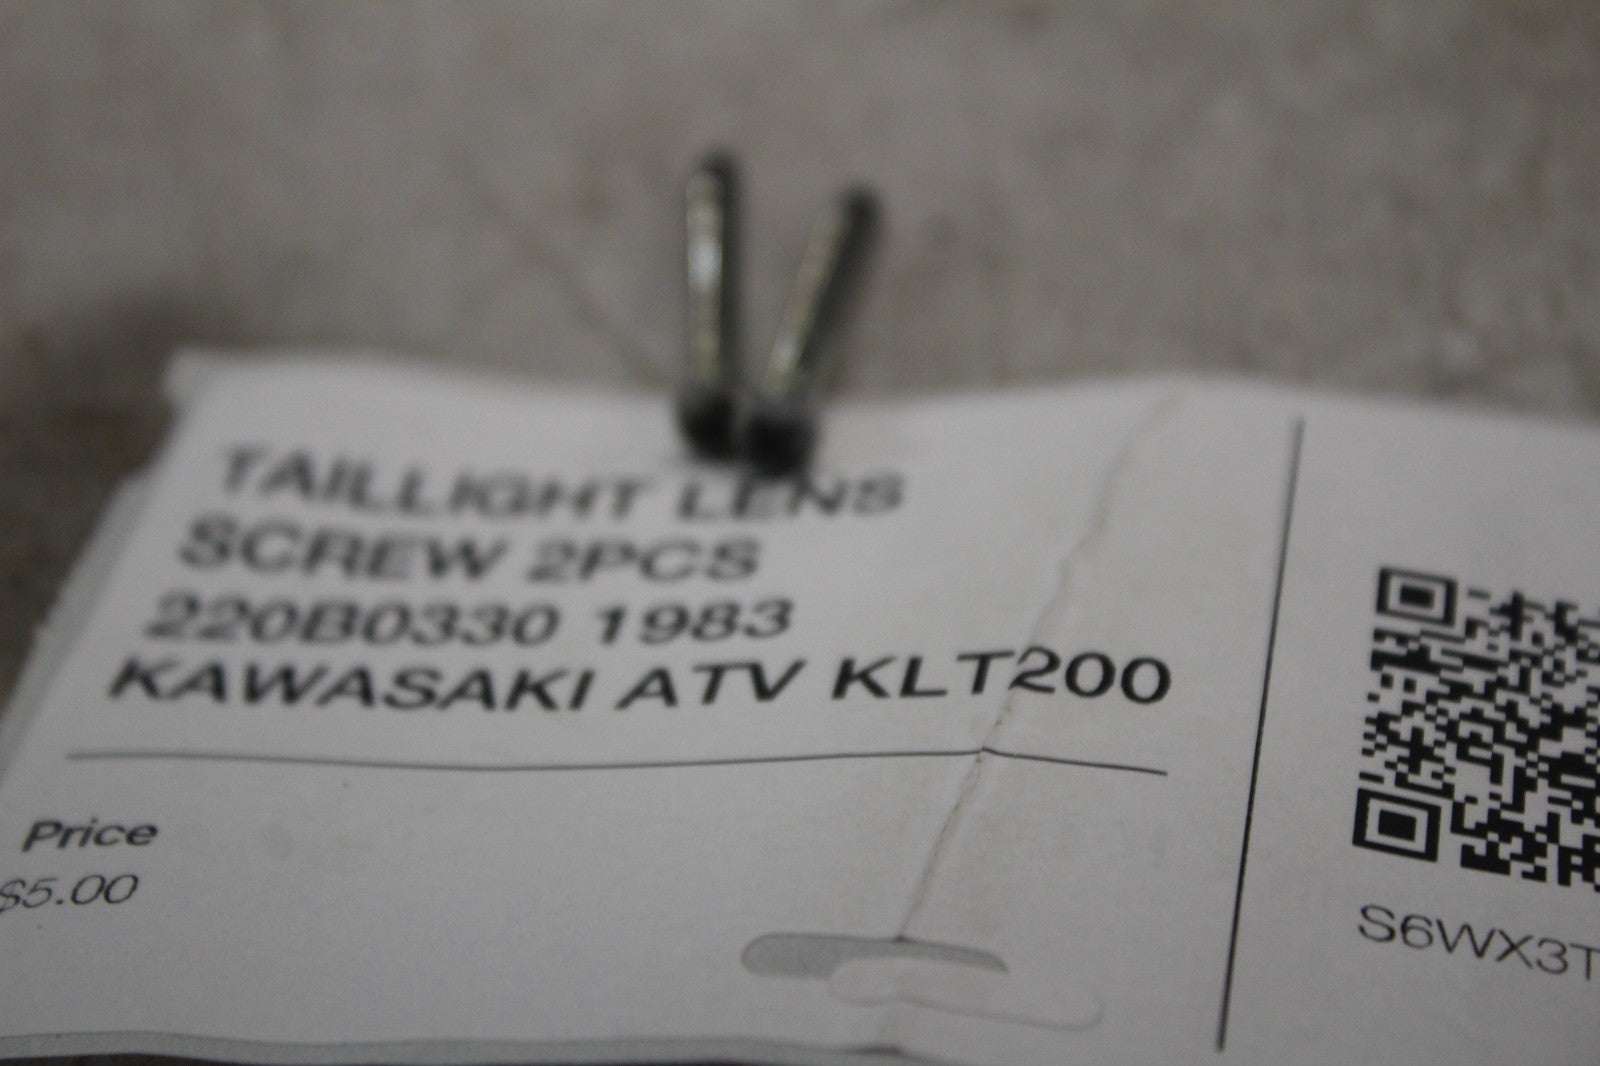 TAILLIGHT LENS
SCREW 2PCS
220B0330 1983
KAWASAKI ATV KLT200
Price
$5.00
S6WX3T